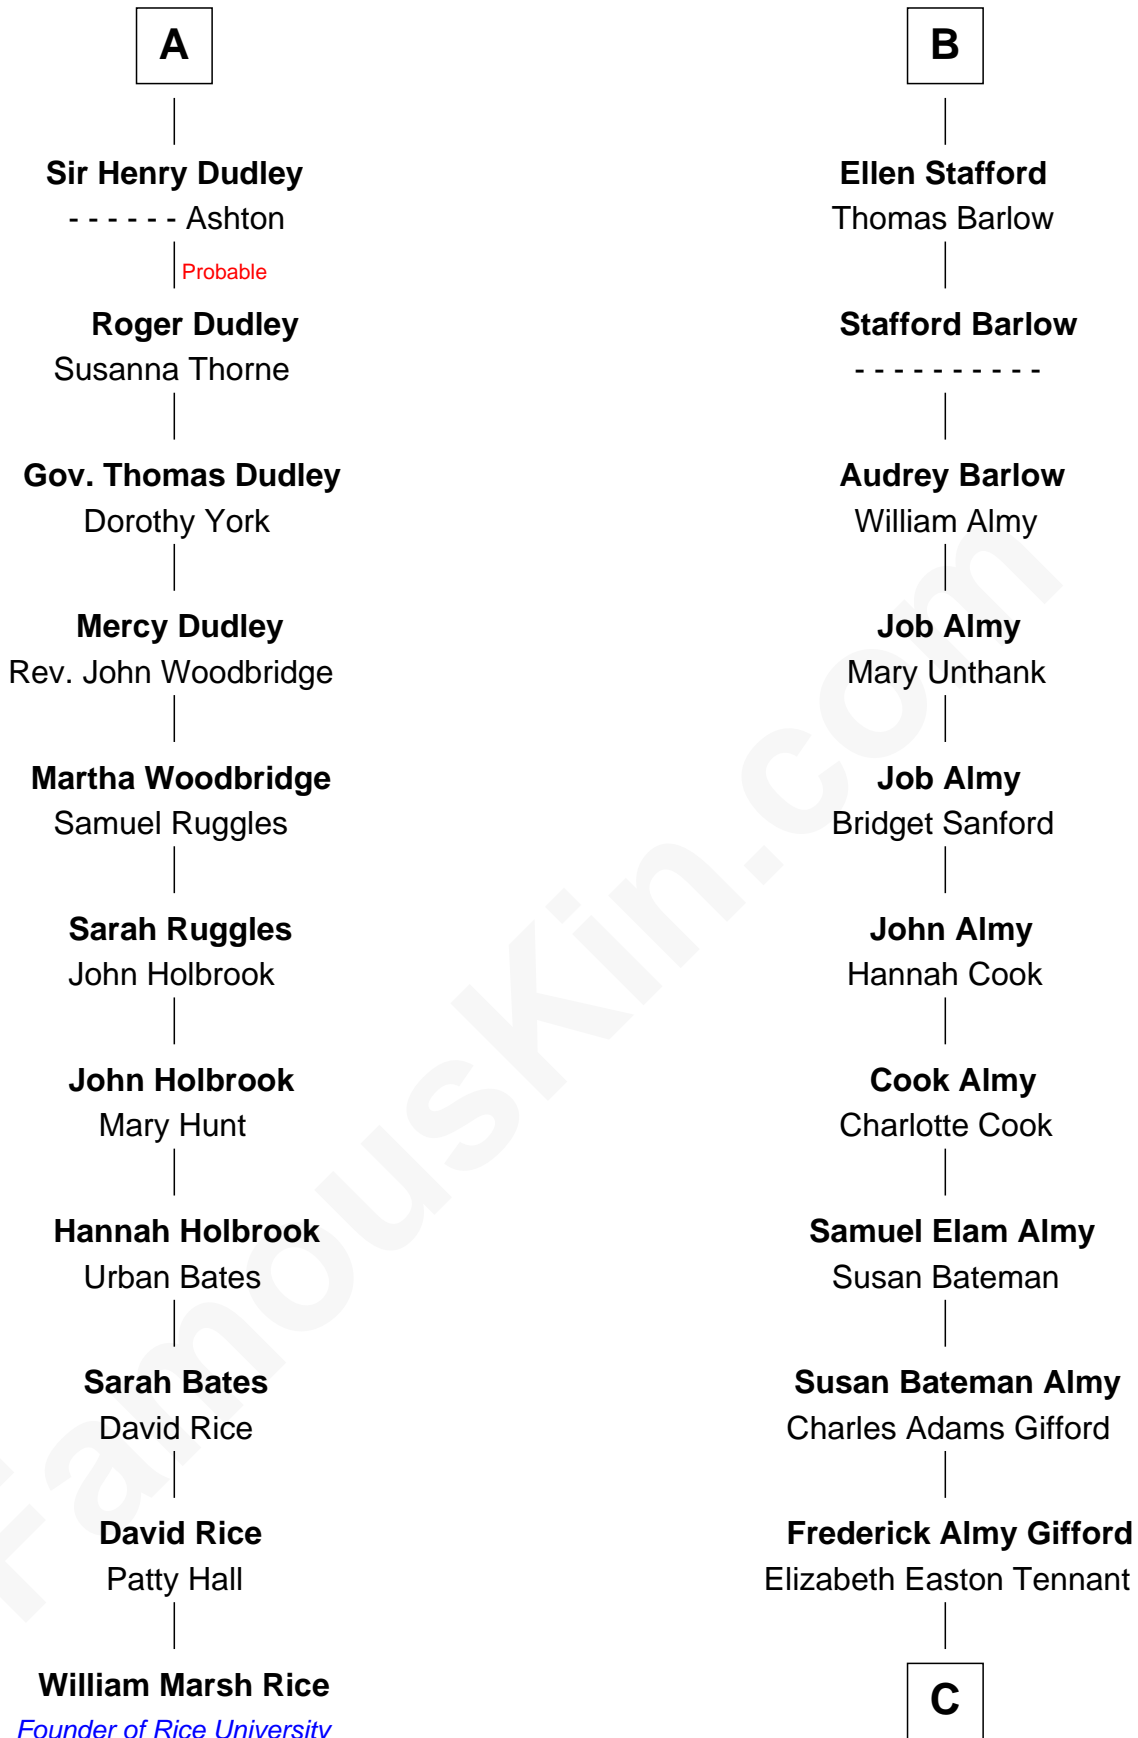 A
Sir Henry Dudley
- - - - - - Ashton
Probable
Roger Dudley
Susanna Thorne
Gov. Thomas Dudley
Dorothy York
Mercy Dudley
Rev. John Woodbridge
Martha Woodbridge
Samuel Ruggles
Sarah Ruggles
John Holbrook
John Holbrook
Mary Hunt
Hannah Holbrook
Urban Bates
Sarah Bates
David Rice
David Rice
Patty Hall
William Marsh Rice
Founder of Rice University
B
Ellen Stafford
Thomas Barlow
Stafford Barlow
- - - - - - - - - -
Audrey Barlow
William Almy
Job Almy
Mary Unthank
Job Almy
Bridget Sanford
John Almy
Hannah Cook
Cook Almy
Charlotte Cook
Samuel Elam Almy
Susan Bateman
Susan Bateman Almy
Charles Adams Gifford
Frederick Almy Gifford
Elizabeth Easton Tennant
C
FamousKin.com